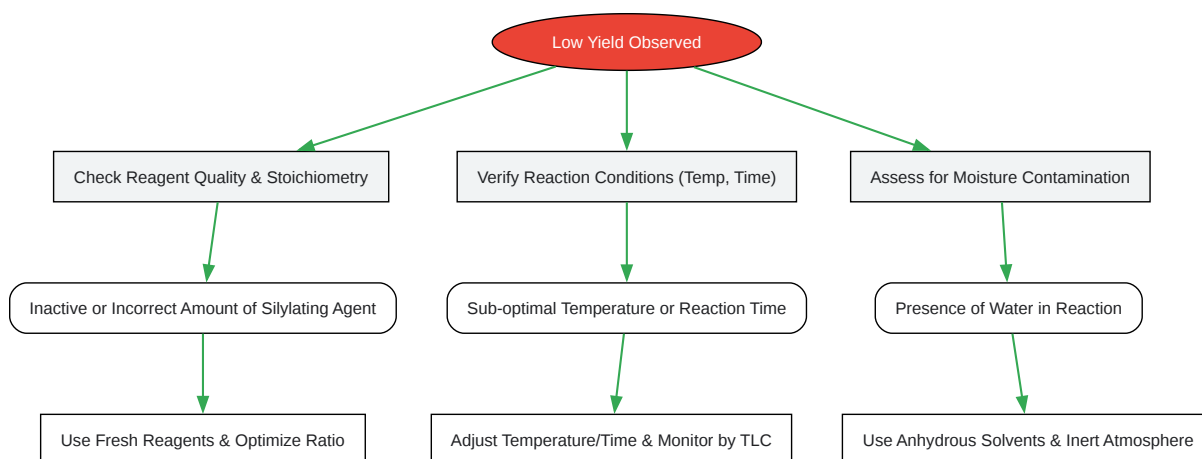 Low Yield Observed
Check Reagent Quality & Stoichiometry
Verify Reaction Conditions (Temp, Time)
Assess for Moisture Contamination
Inactive or Incorrect Amount of Silylating Agent
Sub-optimal Temperature or Reaction Time
Presence of Water in Reaction
Use Fresh Reagents & Optimize Ratio
Adjust Temperature/Time & Monitor by TLC
Use Anhydrous Solvents & Inert Atmosphere